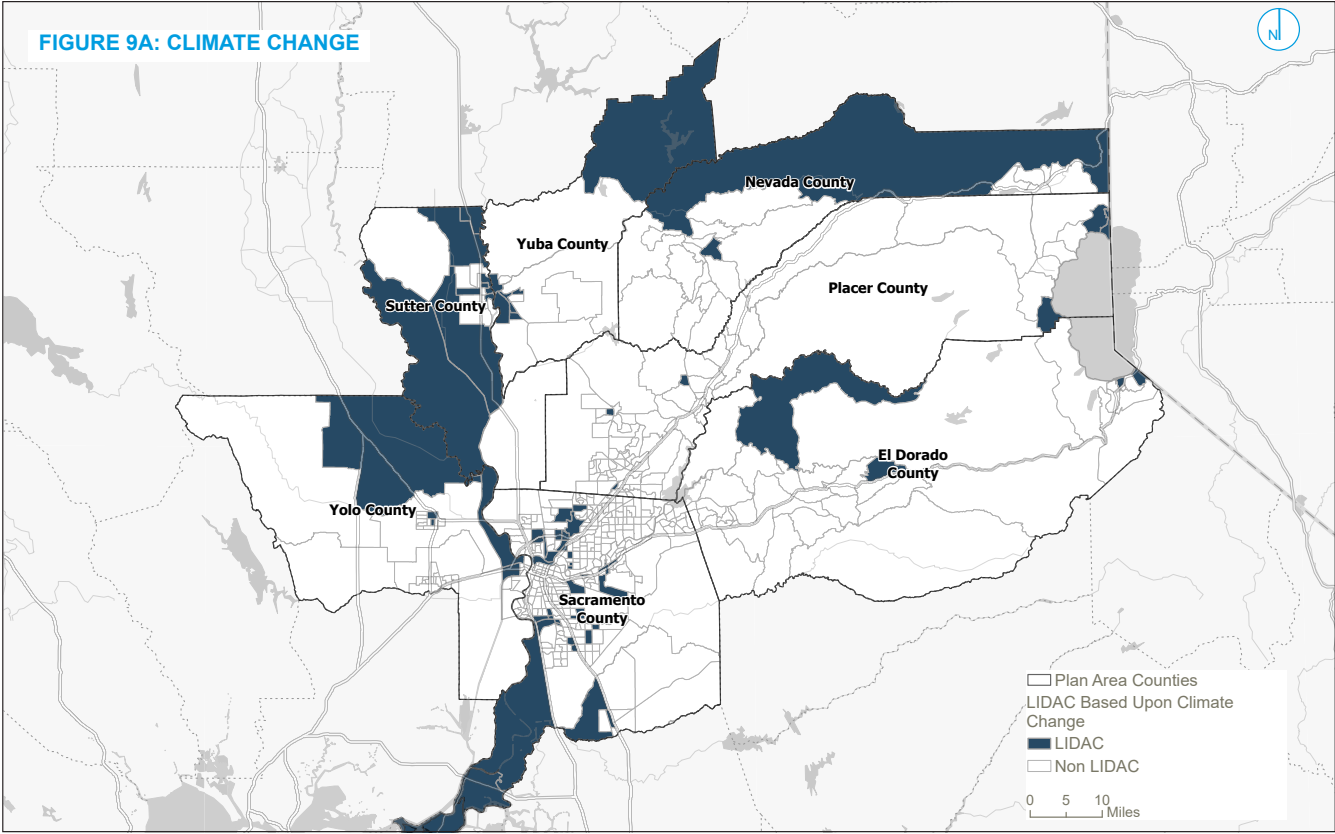 FIGURE 9A: CLIMATE CHANGE
N
Nevada County
Yuba County
Placer County
Sutter County
El Dorado
County
Yolo County
Sacramento
County
Plan Area Counties
LIDAC Based Upon Climate
Change
LIDAC
Non LIDAC
0 5 10
Miles